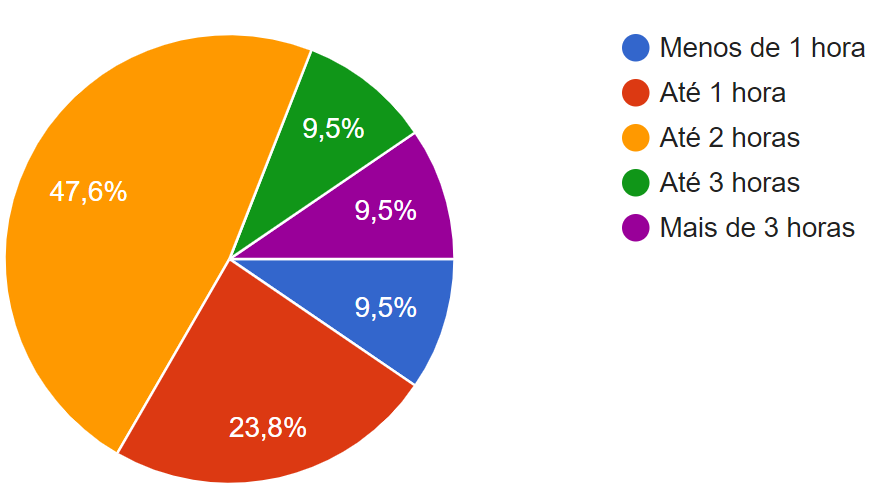 Menos de 1 hora
Até 1 hora
Até 2 horas
Até 3 horas
Mais de 3 horas
9,5%
47,6%
9,5%
9,5%
23,8%